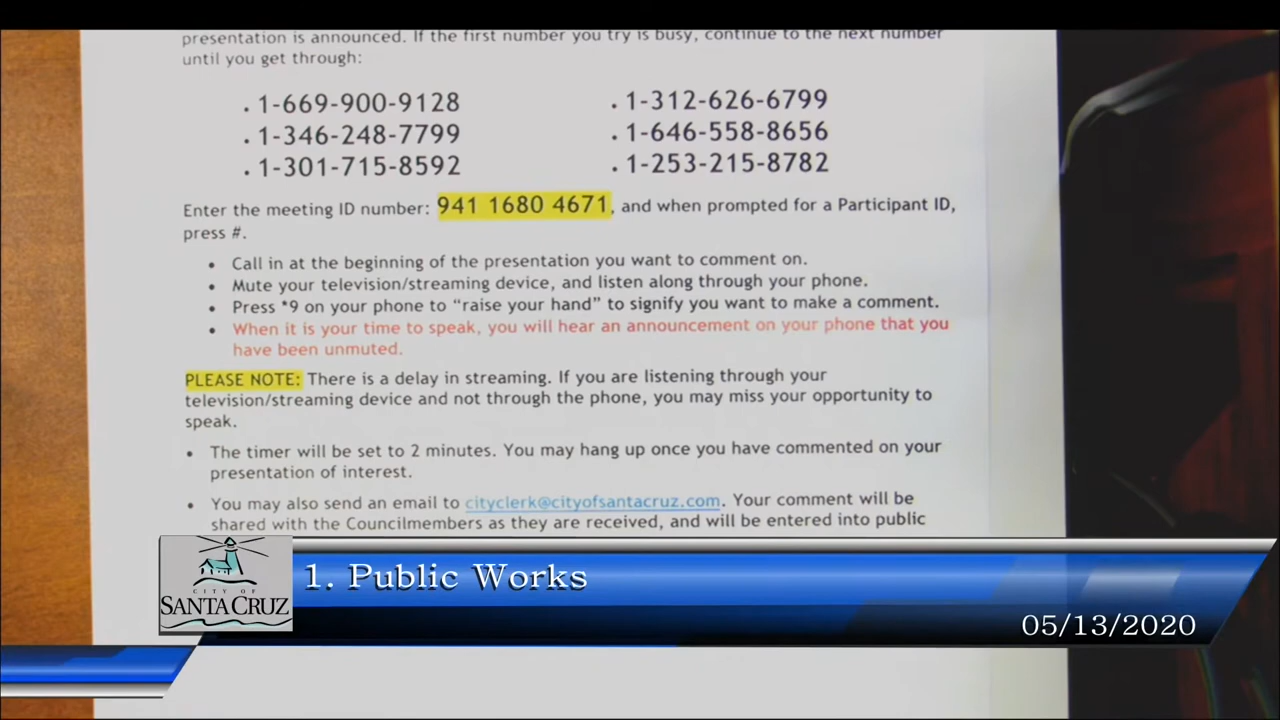 presentation is announced. If the first number you try is busy, continue to the next number
until you get through:
. 1-669-900-9128
. 1-312-626-6799
. 1-346-248-7799
. 1-646-558-8656
. 1-301-715-8592
. 1-253-215-8782
Enter the meeting ID number: 941 1680 4671, and when prompted for a Participant ID,
press #.
• Call in at the beginning of the presentation you want to comment on.
• Mute your television/streaming device, and listen along through your phone.
• Press *9 on your phone to “raise your hand” to signify you want to make a comment.
• When it is your time to speak, you will hear an announcement on your phone that you
have been unmuted.
PLEASE NOTE: There is a delay in streaming. If you are listening through your
television/streaming device and not through the phone, you may miss your opportunity to
speak.
• The timer will be set to 2 minutes. You may hang up once you have commented on your
presentation of interest.
• You may also send an email to cityclerk@cityofsantacruz.com. Your comment will be
shared with the Councilmembers as they are received, and will be entered into public
CITY OF
SANTA CRUZ
1. Public Works
05/13/2020